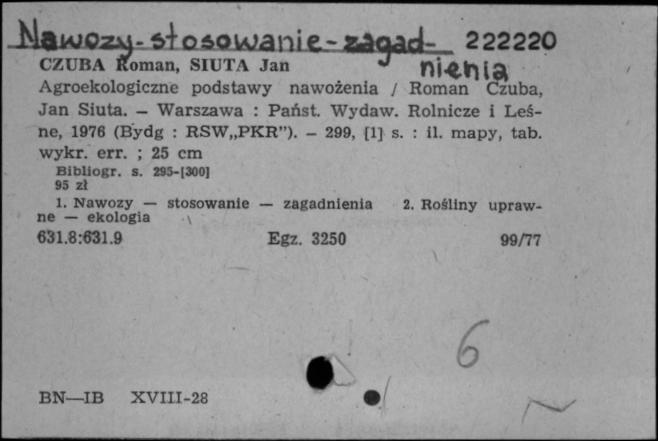 Nawozy-stosowanie-zagad- 222220
nienia
CZUBA Roman, SIUTA Jan
Agroekologiczne podstawy nawożenia / Roman Czuba,
Jan Siuta. — Warszawa : Państ. Wydaw. Rolnicze i Leś-
ne, 1976 (Bydg : RSW„PKR”). — 299, [1] s. : il. mapy, tab.
wykr. err. ; 25 cm
Bibliogr. s. 295-[300]
95 zł
1. Nawozy — stosowanie — zagadnienia 2. Rośliny upraw-
ne — ekologia
631.8:631.9 Egz. 3250 99/77
6
BN—IB XVIII-28